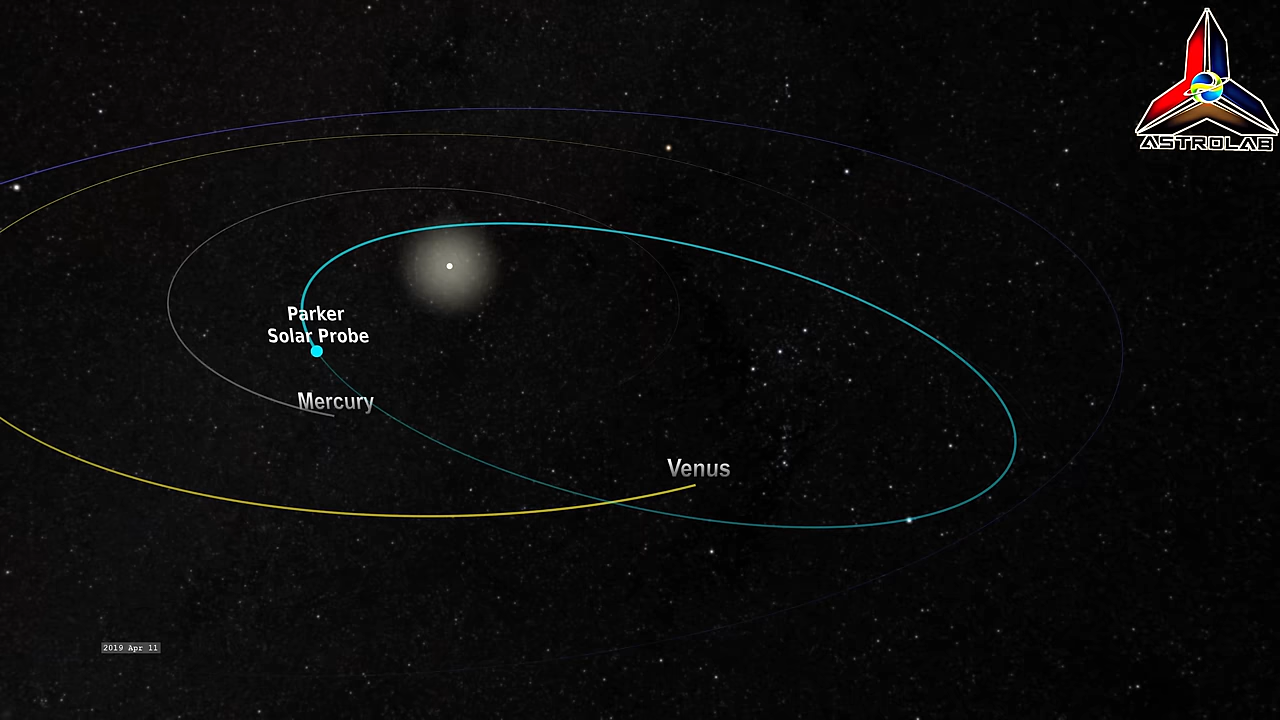 ASTROLAB
Parker
Solar Probe
Mercury
Venus
2019 Apr 11